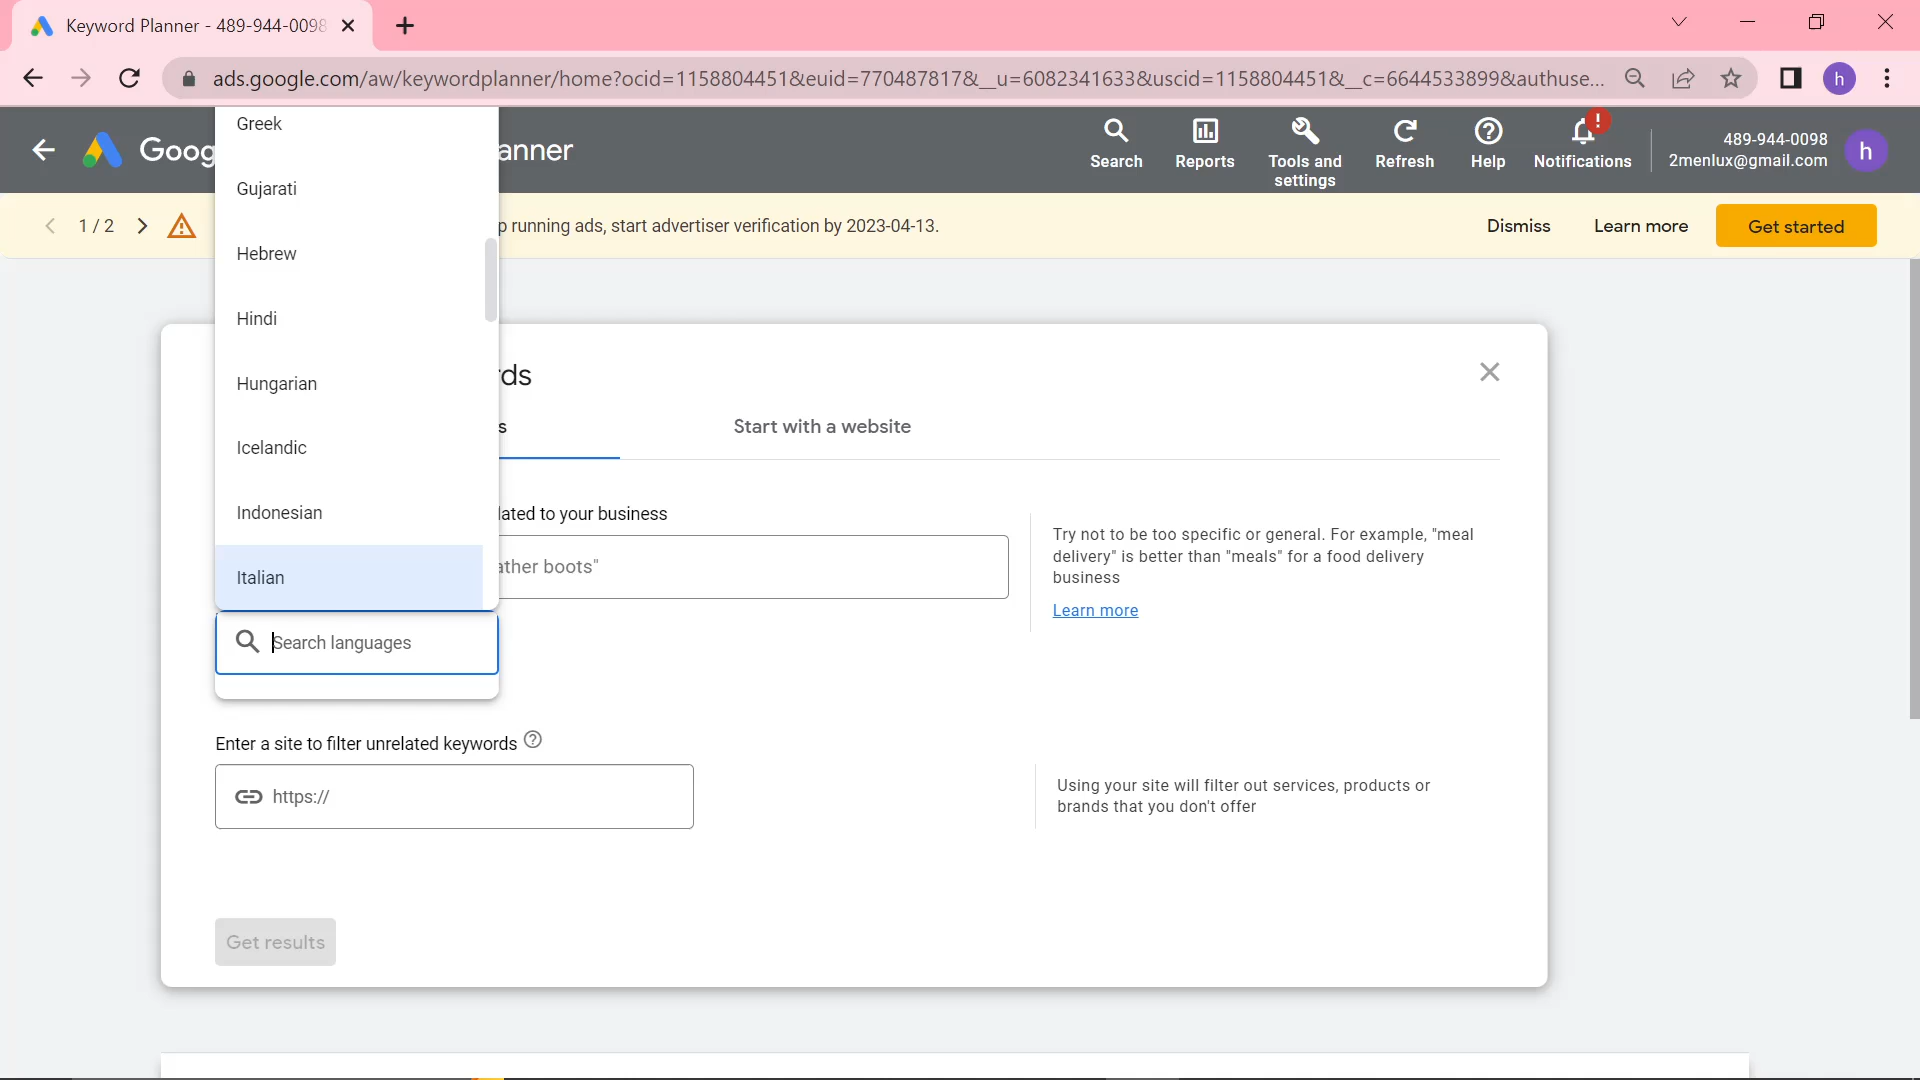 Keyword Planner - 489-944-0098
ads.google.com/aw/keywordplanner/home?ocid=1158804451&euid=770487817&__u=6082341633&uscid=1158804451&__c=6644533899&authuse...
h
Goog
anner
Search
Reports
Tools and
settings
Refresh
Help
!
Notifications
489-944-0098
2menlux@gmail.com
h
1 / 2
p running ads, start advertiser verification by 2023-04-13.
Dismiss
Learn more
Get started
Greek
Gujarati
Hebrew
Hindi
Hungarian
Icelandic
Indonesian
Italian
Search languages
rds
s
Start with a website
lated to your business
ather boots"
Try not to be too specific or general. For example, "meal
delivery" is better than "meals" for a food delivery
business
Learn more
Enter a site to filter unrelated keywords
https://
Using your site will filter out services, products or
brands that you don't offer
Get results